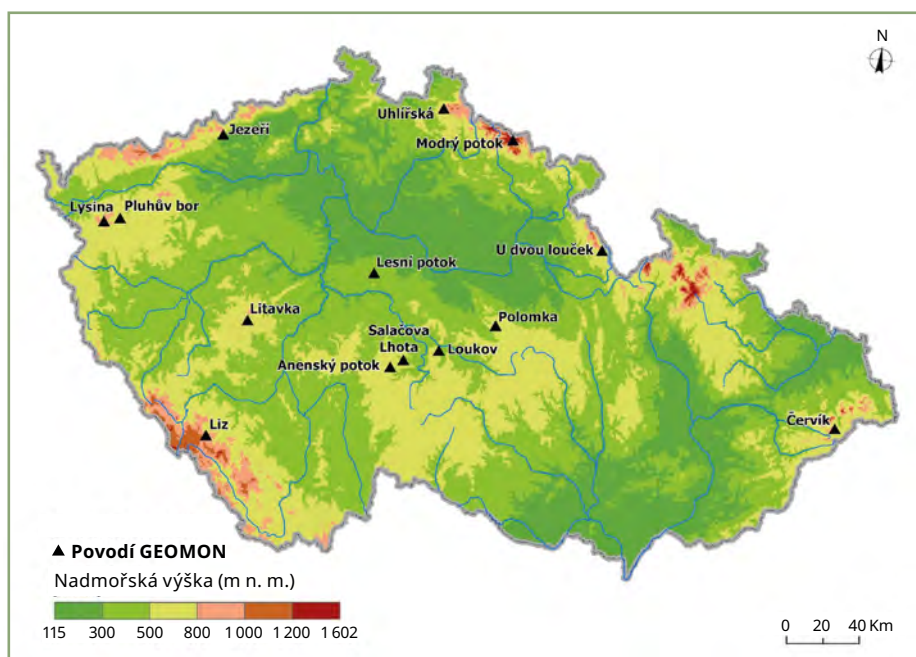 N
Uhlířská
Jezeří
Modrý potok
Lysina
Pluhův bor
U dvou louček
Lesní potok
Litavka
Polomka
Salačova
Lhota
Loukov
Anenský potok
Liz
Červík
▲ Povodí GEOMON
Nadmořská výška (m n. m.)
115 300 500 800 1 000 1 200 1 602
0 20 40 Km